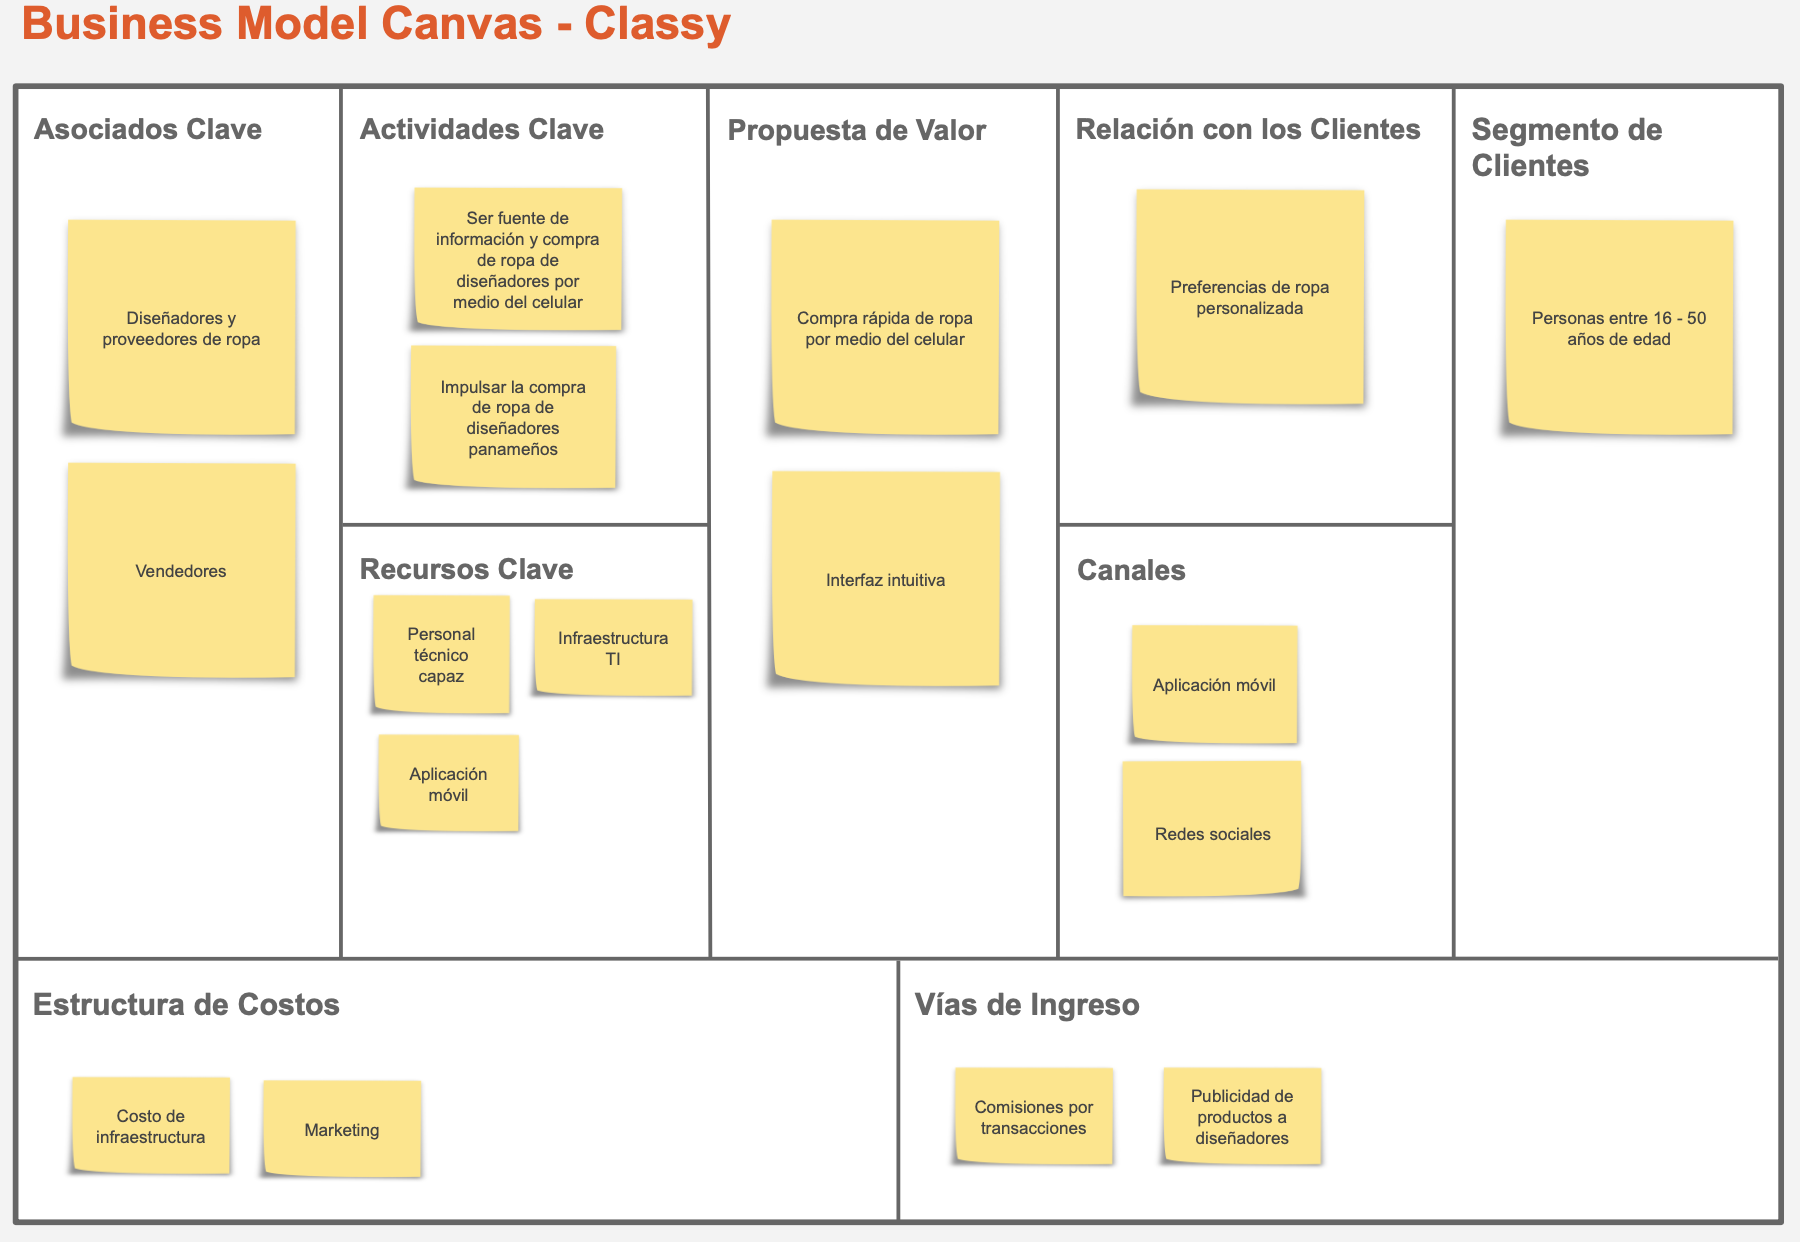 Business Model Canvas - Classy
Asociados Clave
Diseñadores y
proveedores de ropa
Vendedores
Actividades Clave
Ser fuente de
información y compra
de ropa de
diseñadores por
medio del celular
Impulsar la compra
de ropa de
diseñadores
panameños
Recursos Clave
Personal
técnico
capaz
Infraestructura
TI
Aplicación
móvil
Propuesta de Valor
Compra rápida de ropa
por medio del celular
Interfaz intuitiva
Relación con los Clientes
Preferencias de ropa
personalizada
Canales
Aplicación móvil
Redes sociales
Segmento de
Clientes
Personas entre 16 - 50
años de edad
Estructura de Costos
Costo de
infraestructura
Marketing
Vías de Ingreso
Comisiones por
transacciones
Publicidad de
productos a
diseñadores